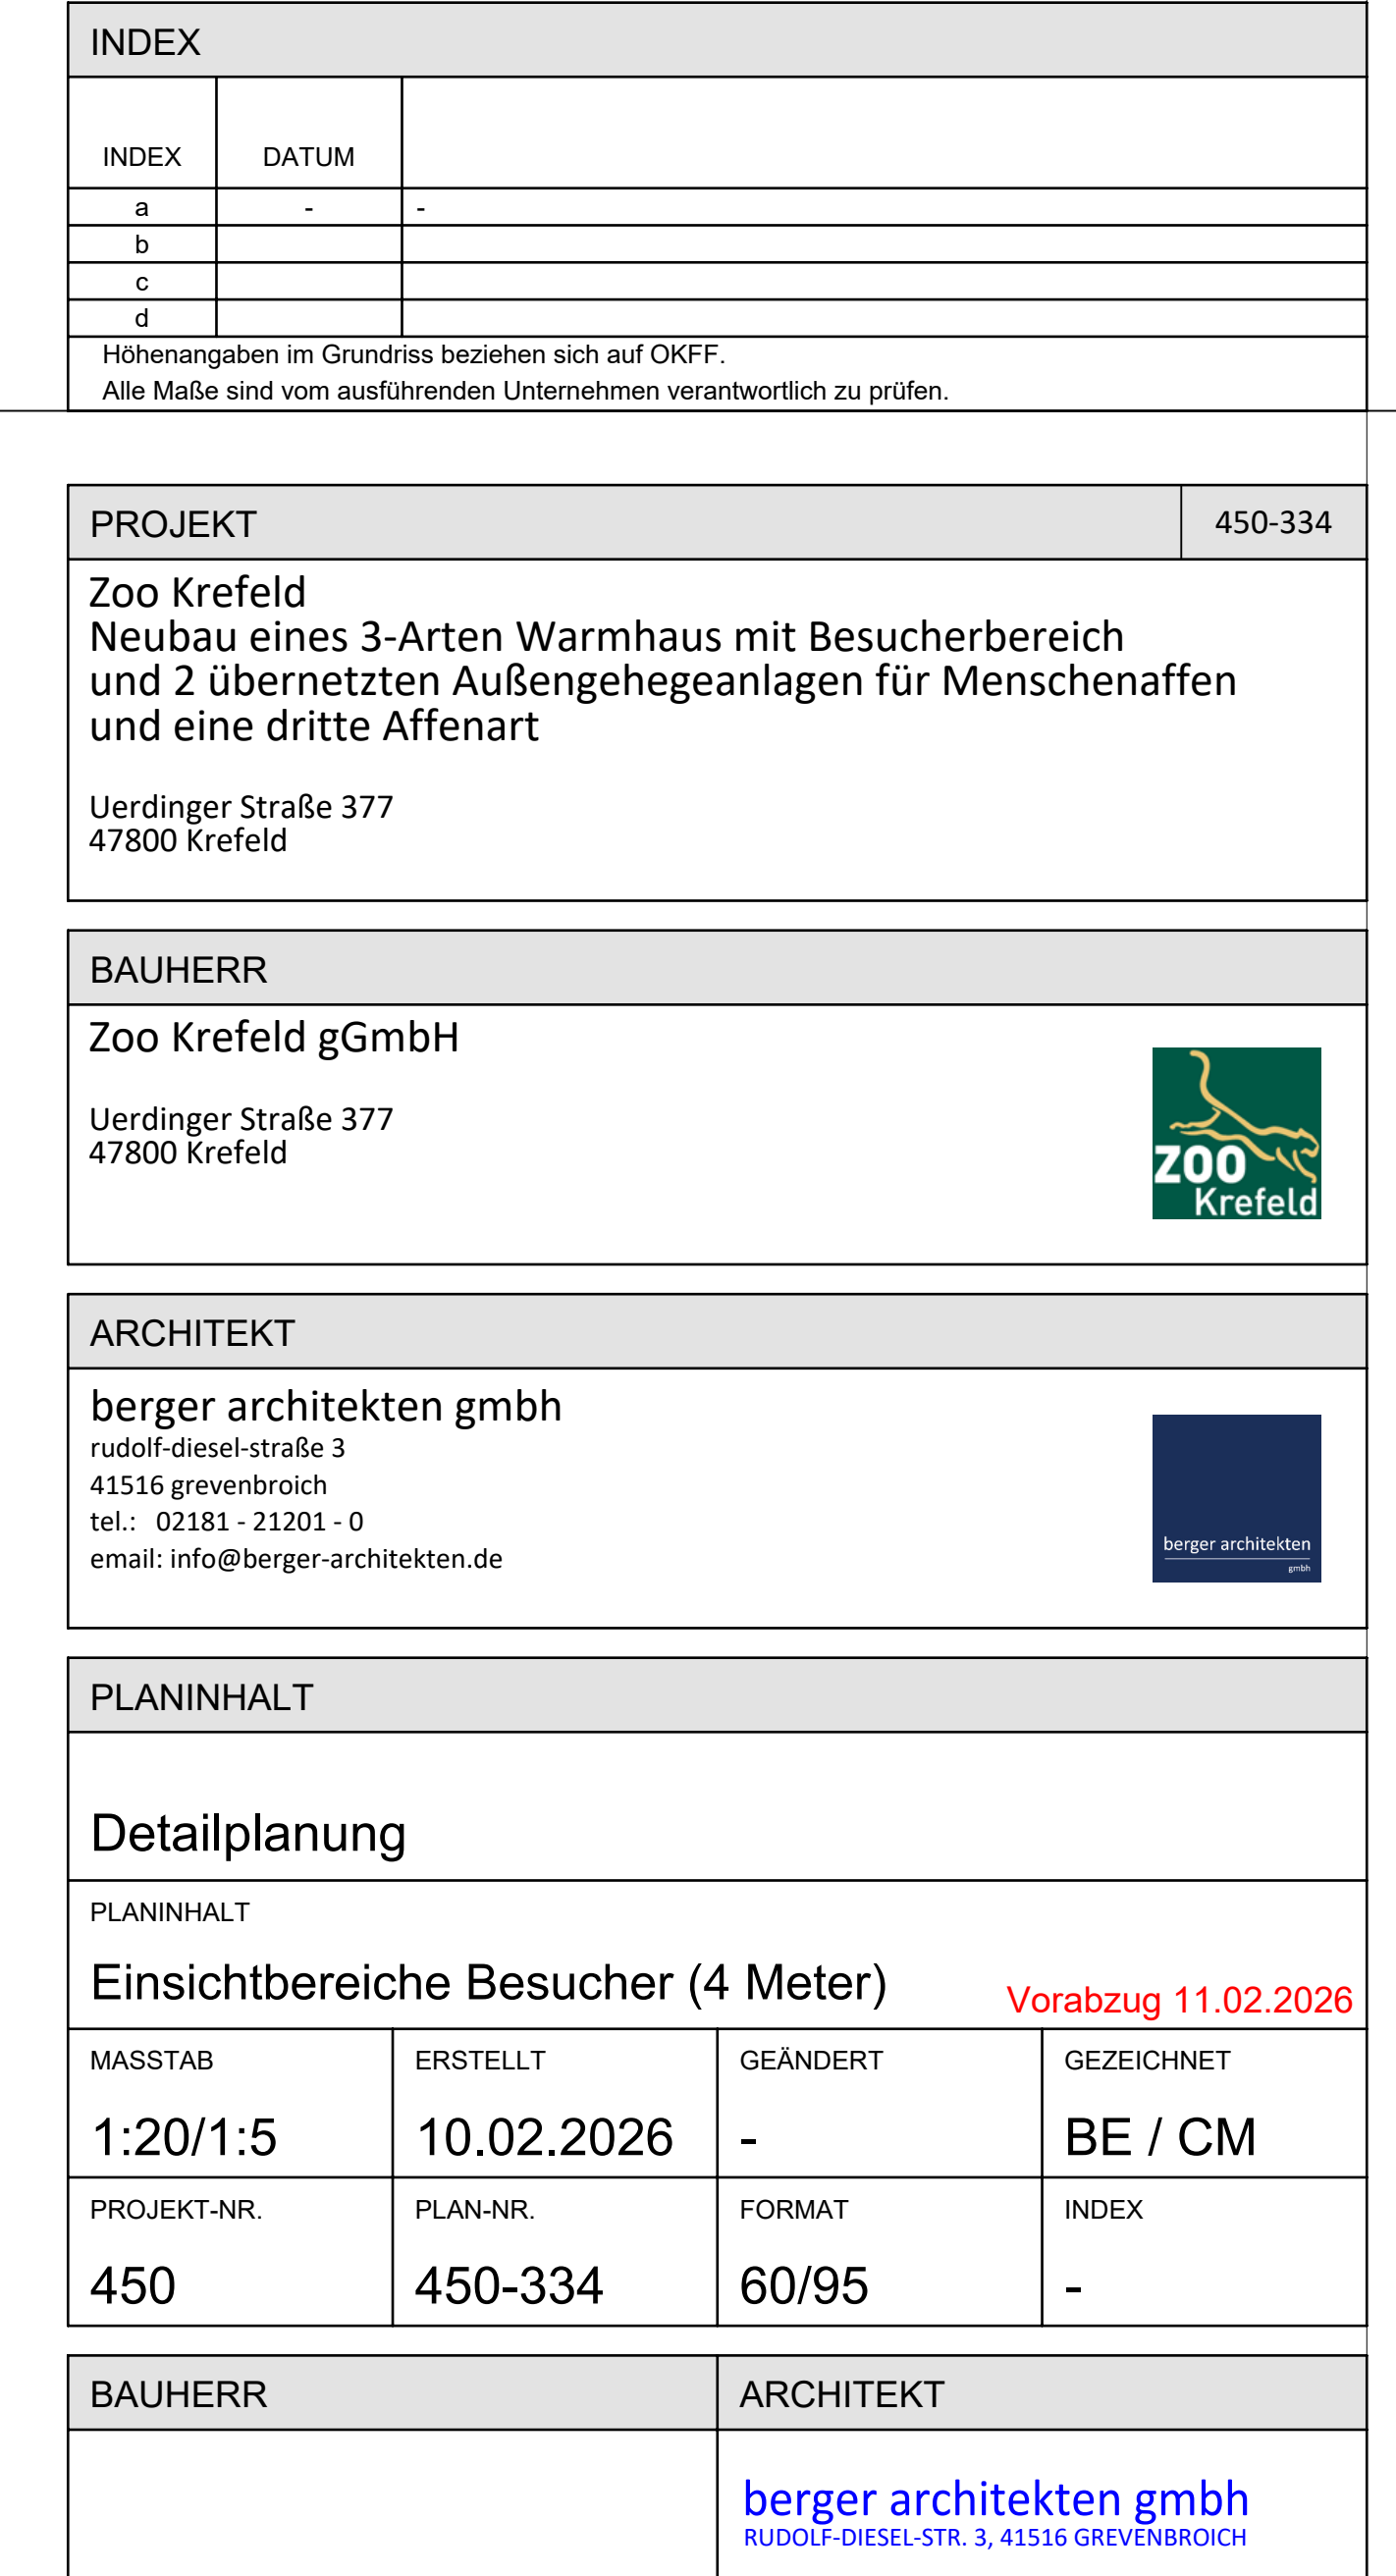 INDEX
INDEX DATUM
a - -
b
c
d
Höhenangaben im Grundriss beziehen sich auf OKFF.
Alle Maße sind vom ausführenden Unternehmen verantwortlich zu prüfen.
PROJEKT 450-334
Zoo Krefeld
Neubau eines 3-Arten Warmhaus mit Besucherbereich
und 2 übernetzten Außengehegeanlagen für Menschenaffen
und eine dritte Affenart
Uerdinger Straße 377
47800 Krefeld
BAUHERR
Zoo Krefeld gGmbH
Uerdinger Straße 377
47800 Krefeld
ZOO
Krefeld
ARCHITEKT
berger architekten gmbh
rudolf-diesel-straße 3
41516 grevenbroich
tel.: 02181 - 21201 - 0
email: info@berger-architekten.de
berger architekten
gmbh
PLANINHALT
Detailplanung
PLANINHALT
Einsichtbereiche Besucher (4 Meter) Vorabzug 11.02.2026
MASSTAB ERSTELLT GEÄNDERT GEZEICHNET
1:20/1:5 10.02.2026 - BE / CM
PROJEKT-NR. PLAN-NR. FORMAT INDEX
450 450-334 60/95 -
BAUHERR ARCHITEKT
berger architekten gmbh
RUDOLF-DIESEL-STR. 3, 41516 GREVENBROICH